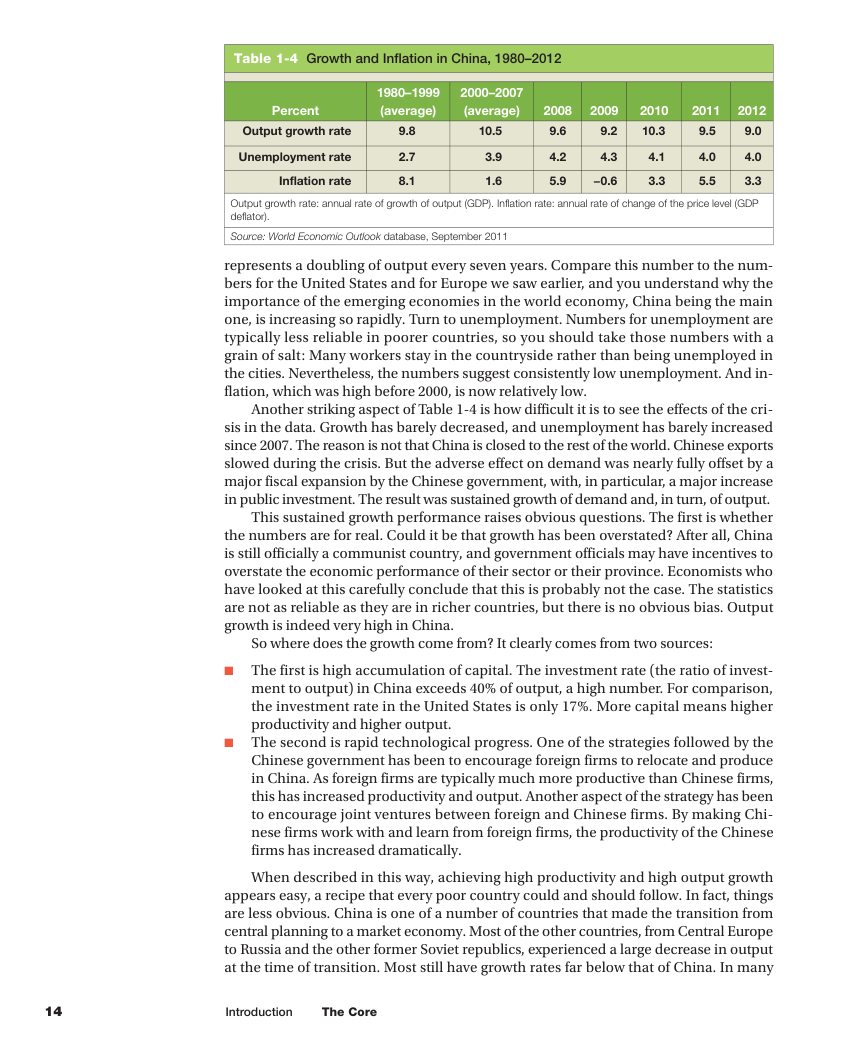 Table 1-4 Growth and Inflation in China, 1980–2012
Percent 1980–1999 (average) 2000–2007 (average) 2008 2009 2010 2011 2012
Output growth rate 9.8 10.5 9.6 9.2 10.3 9.5 9.0
Unemployment rate 2.7 3.9 4.2 4.3 4.1 4.0 4.0
Inflation rate 8.1 1.6 5.9 –0.6 3.3 5.5 3.3
Output growth rate: annual rate of growth of output (GDP). Inflation rate: annual rate of change of the price level (GDP
deflator).
Source: World Economic Outlook database, September 2011
represents a doubling of output every seven years. Compare this number to the num-
bers for the United States and for Europe we saw earlier, and you understand why the
importance of the emerging economies in the world economy, China being the main
one, is increasing so rapidly. Turn to unemployment. Numbers for unemployment are
typically less reliable in poorer countries, so you should take those numbers with a
grain of salt: Many workers stay in the countryside rather than being unemployed in
the cities. Nevertheless, the numbers suggest consistently low unemployment. And in-
flation, which was high before 2000, is now relatively low.
Another striking aspect of Table 1-4 is how difficult it is to see the effects of the cri-
sis in the data. Growth has barely decreased, and unemployment has barely increased
since 2007. The reason is not that China is closed to the rest of the world. Chinese exports
slowed during the crisis. But the adverse effect on demand was nearly fully offset by a
major fiscal expansion by the Chinese government, with, in particular, a major increase
in public investment. The result was sustained growth of demand and, in turn, of output.
This sustained growth performance raises obvious questions. The first is whether
the numbers are for real. Could it be that growth has been overstated? After all, China
is still officially a communist country, and government officials may have incentives to
overstate the economic performance of their sector or their province. Economists who
have looked at this carefully conclude that this is probably not the case. The statistics
are not as reliable as they are in richer countries, but there is no obvious bias. Output
growth is indeed very high in China.
So where does the growth come from? It clearly comes from two sources:
■ The first is high accumulation of capital. The investment rate (the ratio of invest-
ment to output) in China exceeds 40% of output, a high number. For comparison,
the investment rate in the United States is only 17%. More capital means higher
productivity and higher output.
■ The second is rapid technological progress. One of the strategies followed by the
Chinese government has been to encourage foreign firms to relocate and produce
in China. As foreign firms are typically much more productive than Chinese firms,
this has increased productivity and output. Another aspect of the strategy has been
to encourage joint ventures between foreign and Chinese firms. By making Chi-
nese firms work with and learn from foreign firms, the productivity of the Chinese
firms has increased dramatically.
When described in this way, achieving high productivity and high output growth
appears easy, a recipe that every poor country could and should follow. In fact, things
are less obvious. China is one of a number of countries that made the transition from
central planning to a market economy. Most of the other countries, from Central Europe
to Russia and the other former Soviet republics, experienced a large decrease in output
at the time of transition. Most still have growth rates far below that of China. In many
14 Introduction The Core